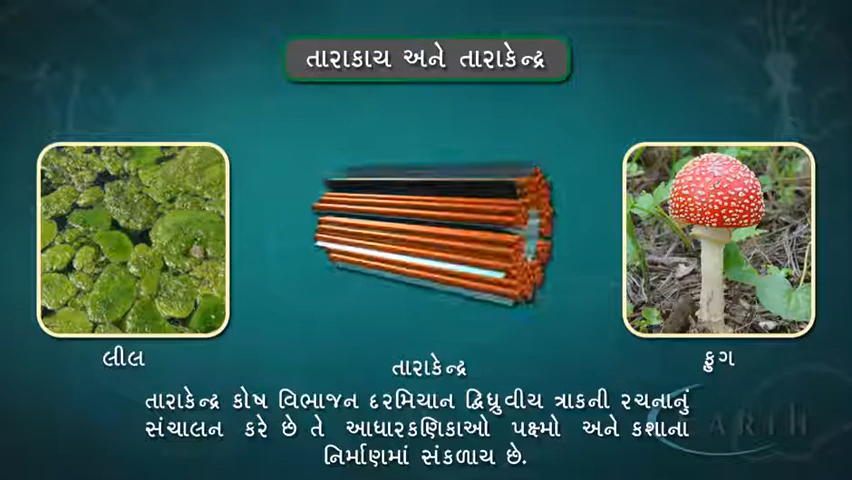 તારાકાય અને તારાકેન્દ્ર
લીલ
તારાકેન્દ્ર
ફુગ
તારાકેન્દ્ર કોષ વિભાજન દરમિયાન દ્વિધ્રુવીય ત્રાકની રચનાનું
સંચાલન કરે છે તે આધારકણિકાઓ પક્ષ્મો અને કશાના
નિર્માણમાં સંકળાય છે.